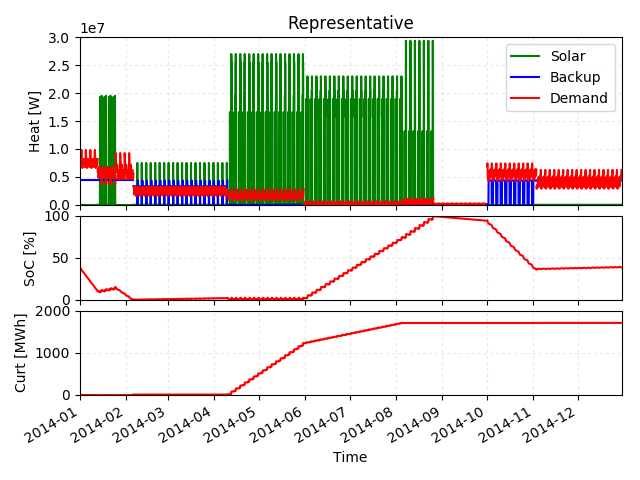 Representative
1e7
3.0
2.5
2.0
1.5
1.0
0.5
0.0
Heat [W]
Solar
Backup
Demand
100
50
0
SoC [%]
2000
1000
0
Curt [MWh]
2014-01
2014-02
2014-03
2014-04
2014-05
2014-06
2014-07
2014-08
2014-09
2014-10
2014-11
2014-12
Time